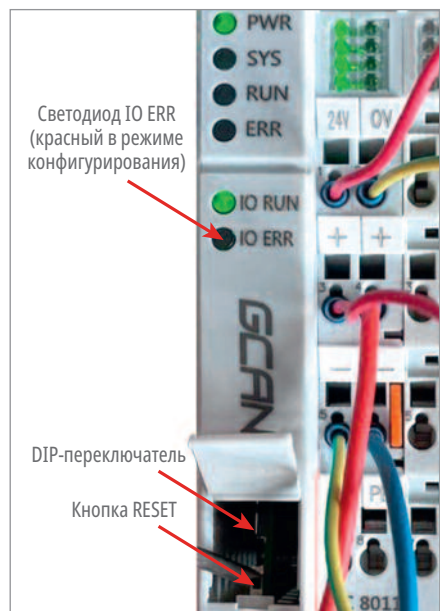 PWR
SYS
RUN
ERR
Светодиод IO ERR
(красный в режиме
конфигурирования)
24V 0V
IO RUN
IO ERR
+ +
GCAN
DIP-переключатель
Кнопка RESET
8011